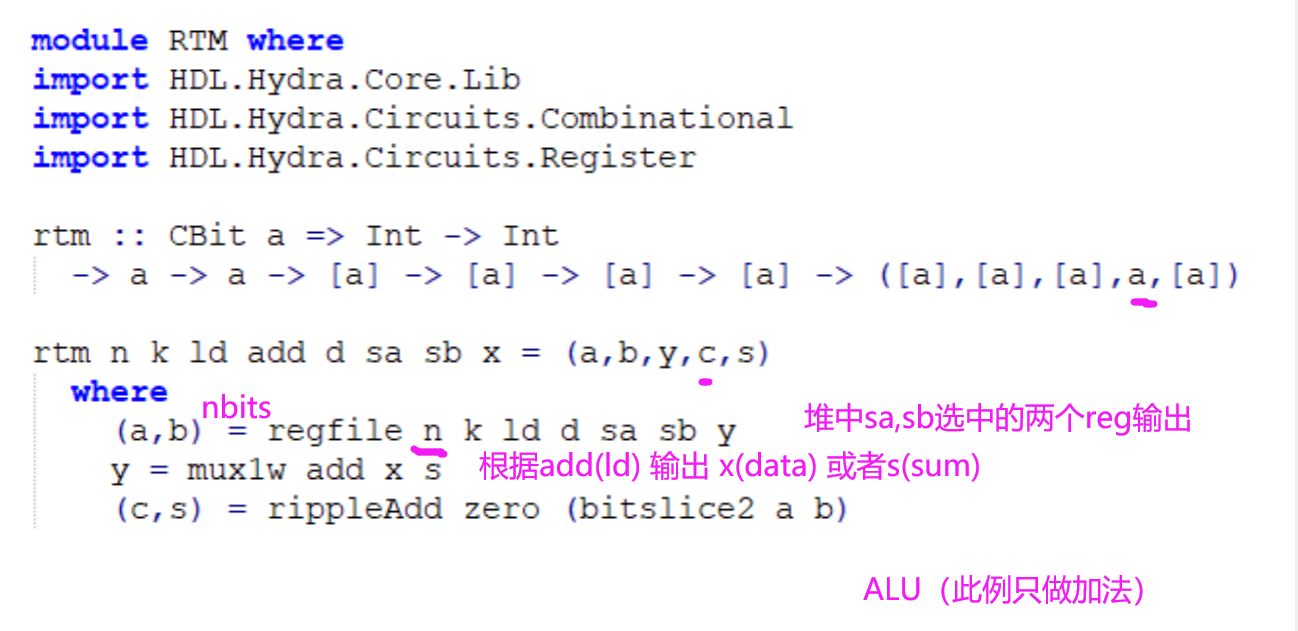 module RTM where
import HDL.Hydra.Core.Lib
import HDL.Hydra.Circuits.Combinational
import HDL.Hydra.Circuits.Register
rtm :: CBit a => Int -> Int
-> a -> a -> [a] -> [a] -> [a] -> [a] -> ([a],[a],[a],a,[a])
rtm n k ld add d sa sb x = (a,b,y,c,s)
where
nbits
(a,b) = regfile n k ld d sa sb y
堆中sa,sb选中的两个reg输出
y = mux1w add x s
根据add(ld) 输出 x(data) 或者s(sum)
(c,s) = rippleAdd zero (bitslice2 a b)
ALU（此例只做加法）